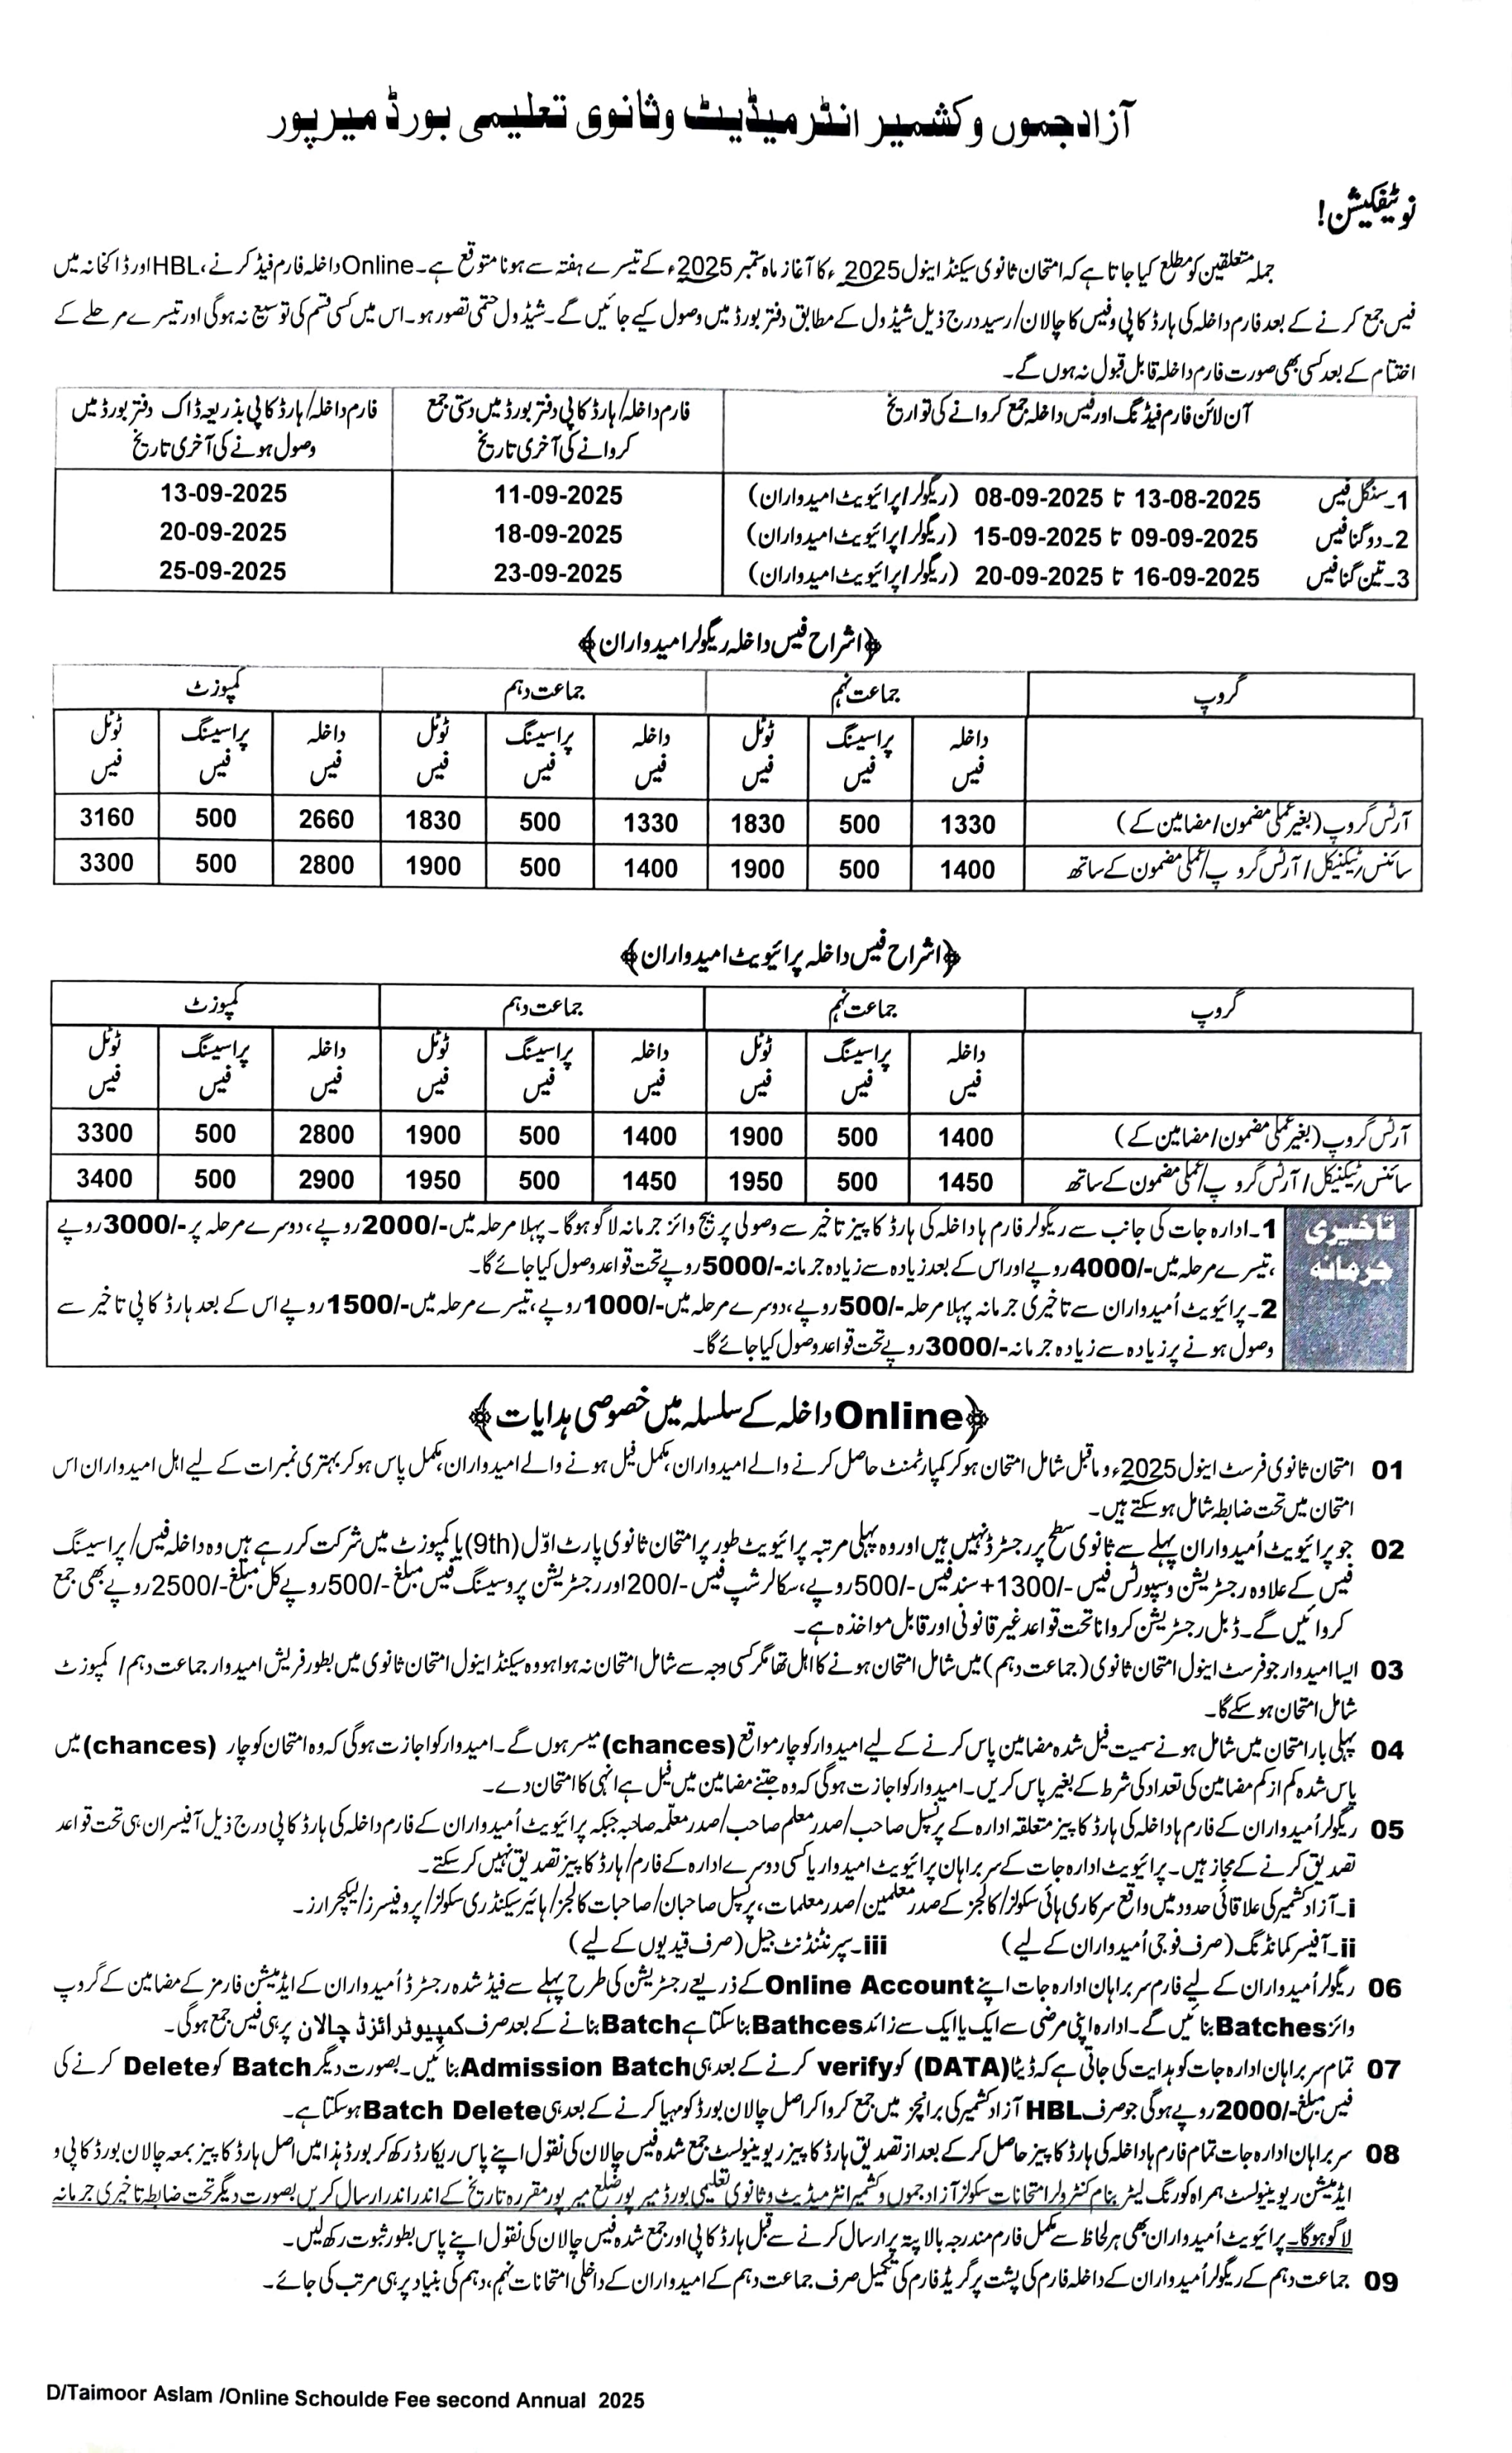 آزاد جموں و کشمیر انٹرمیڈیٹ و ثانوی تعلیمی بورڈ میرپور
نوٹیفکیشن!
جملہ متعلقین کو مطلع کیا جاتا ہے کہ امتحان ثانوی سیکنڈ اینول 2025ء کا آغاز ماہ ستمبر 2025ء کے تیسرے ہفتہ سے ہونا متوقع ہے۔ Online داخلہ فارم فیڈ کرنے، HBL اور ڈاکخانہ میں
فیس جمع کرنے کے بعد فارم داخلہ کی ہارڈ کاپی و فیس کا چالان/رسید درج ذیل شیڈول کے مطابق دفتر بورڈ میں وصول کیے جائیں گے۔ شیڈول حتمی تصور ہو۔ اس میں کسی قسم کی توسیع نہ ہوگی اور تیسرے مرحلے کے
اختتام کے بعد کسی بھی صورت فارم داخلہ قابل قبول نہ ہوں گے۔
آن لائن فارم فیڈنگ اور فیس داخلہ جمع کروانے کی تواریخ | فارم داخلہ/ہارڈ کاپی دفتر بورڈ میں دستی جمع | فارم داخلہ/ہارڈ کاپی بذریعہ ڈاک دفتر بورڈ میں
کروانے کی آخری تاریخ | وصول ہونے کی آخری تاریخ
1۔ سنگل فیس 13-08-2025 تا 08-09-2025 (ریگولر/پرائیویٹ امیدواران) | 11-09-2025 | 13-09-2025
2۔ دوگنا فیس 09-09-2025 تا 15-09-2025 (ریگولر/پرائیویٹ امیدواران) | 18-09-2025 | 20-09-2025
3۔ تین گنا فیس 16-09-2025 تا 20-09-2025 (ریگولر/پرائیویٹ امیدواران) | 23-09-2025 | 25-09-2025
﴿اشراح فیس داخلہ ریگولر امیدواران﴾
گروپ | جماعت نہم | جماعت دہم | کمپوزٹ
داخلہ | پراسینگ | ٹوٹل | داخلہ | پراسینگ | ٹوٹل | داخلہ | پراسینگ | ٹوٹل
فیس | فیس | فیس | فیس | فیس | فیس | فیس | فیس | فیس
آرٹس گروپ (بغیر عملی مضمون/مضامین کے) | 1330 | 500 | 1830 | 1330 | 500 | 1830 | 2660 | 500 | 3160
سائنس/ٹیکنیکل/آرٹس گروپ/عملی مضمون کے ساتھ | 1400 | 500 | 1900 | 1400 | 500 | 1900 | 2800 | 500 | 3300
﴿اشراح فیس داخلہ پرائیویٹ امیدواران﴾
گروپ | جماعت نہم | جماعت دہم | کمپوزٹ
داخلہ | پراسینگ | ٹوٹل | داخلہ | پراسینگ | ٹوٹل | داخلہ | پراسینگ | ٹوٹل
فیس | فیس | فیس | فیس | فیس | فیس | فیس | فیس | فیس
آرٹس گروپ (بغیر عملی مضمون/مضامین کے) | 1400 | 500 | 1900 | 1400 | 500 | 1900 | 2800 | 500 | 3300
سائنس/ٹیکنیکل/آرٹس گروپ/عملی مضمون کے ساتھ | 1450 | 500 | 1950 | 1450 | 500 | 1950 | 2900 | 500 | 3400
تاخیری جرمانہ
1۔ ادارہ جات کی جانب سے ریگولر فارم ہا داخلہ کی ہارڈ کاپیز تاخیر سے وصولی پر بیج وائز جرمانہ لاگو ہوگا۔ پہلا مرحلہ میں -/2000 روپے، دوسرے مرحلہ پر -/3000 روپے
،تیسرے مرحلہ میں -/4000 روپے اور اس کے بعد زیادہ سے زیادہ جرمانہ -/5000 روپے تحت قواعد وصول کیا جائے گا۔
2۔ پرائیویٹ اُمیدواران سے تاخیری جرمانہ پہلا مرحلہ -/500 روپے، دوسرے مرحلہ میں -/1000 روپے، تیسرے مرحلہ میں -/1500 روپے اس کے بعد ہارڈ کاپی تاخیر سے
وصول ہونے پر زیادہ سے زیادہ جرمانہ -/3000 روپے تحت قواعد وصول کیا جائے گا۔
﴿Online داخلہ کے سلسلہ میں خصوصی ہدایات﴾
01 امتحان ثانوی فرسٹ اینول 2025ء و ماقبل شامل امتحان ہو کر کمپارٹمنٹ حاصل کرنے والے امیدواران، مکمل فیل ہونے والے امیدواران، مکمل پاس ہو کر بہتری نمبرات کے لیے اہل امیدواران اس
امتحان میں تحت ضابطہ شامل ہو سکتے ہیں۔
02 جو پرائیویٹ اُمیدواران پہلے سے ثانوی سطح پر رجسٹرڈ نہیں ہیں اور وہ پہلی مرتبہ پرائیویٹ طور پر امتحان ثانوی پارٹ اوّل (9th) یا کمپوزٹ میں شرکت کر رہے ہیں وہ داخلہ فیس/پراسینگ
فیس کے علاوہ رجسٹریشن و سپورٹس فیس -/1300 + سند فیس -/500 روپے، سکالرشپ فیس -/200 اور رجسٹریشن پروسینگ فیس مبلغ -/500 روپے کل مبلغ -/2500 روپے بھی جمع
کروائیں گے۔ ڈبل رجسٹریشن کروانا تحت قواعد غیر قانونی اور قابل مواخذہ ہے۔
03 ایسا امیدوار جو فرسٹ اینول امتحان ثانوی (جماعت دہم) میں شامل امتحان ہونے کا اہل تھا مگر کسی وجہ سے شامل امتحان نہ ہوا ہو وہ سیکنڈ اینول امتحان ثانوی میں بطور فریش امیدوار جماعت دہم/کمپوزٹ
شامل امتحان ہو سکے گا۔
04 پہلی بار امتحان میں شامل ہونے سمیت فیل شدہ مضامین پاس کرنے کے لیے امیدوار کو چار مواقع (chances) میسر ہوں گے۔ امیدوار کو اجازت ہوگی کہ وہ امتحان کو چار (chances) میں
پاس شدہ کم از کم مضامین کی تعداد کی شرط کے بغیر پاس کریں۔ امیدوار کو اجازت ہوگی کہ وہ جتنے مضامین میں فیل ہے انہی کا امتحان دے۔
05 ریگولر اُمیدواران کے فارم ہا داخلہ کی ہارڈ کاپیز متعلقہ ادارہ کے پرنسپل صاحب/صدر معلم صاحب/صدر معلّمہ صاحبہ جبکہ پرائیویٹ اُمیدواران کے فارم داخلہ کی ہارڈ کاپی درج ذیل آفیسران ہی تحت قواعد
تصدیق کرنے کے مجاز ہیں۔ پرائیویٹ ادارہ جات کے سربراہان پرائیویٹ امیدوار یا کسی دوسرے ادارہ کے فارم/ہارڈ کاپیز تصدیق نہیں کر سکتے۔
i۔ آزاد کشمیر کی علاقائی حدود میں واقع سرکاری ہائی سکولز/کالجز کے صدر معلمین/صدر معلمات، پرنسپل صاحبان/صاحبات کالجز/ہائیر سیکنڈری سکولز/پروفیسرز/لیکچرارز۔
ii۔ آفیسر کمانڈنگ (صرف فوجی اُمیدواران کے لیے) iii۔ سپرنٹنڈنٹ جیل (صرف قیدیوں کے لیے)
06 ریگولر اُمیدواران کے لیے فارم سربراہان ادارہ جات اپنے Online Account کے ذریعے رجسٹریشن کی طرح پہلے سے فیڈ شدہ رجسٹرڈ اُمیدواران کے ایڈمیشن فارمز کے مضامین کے گروپ
وائز Batches بنائیں گے۔ ادارہ اپنی مرضی سے ایک یا ایک سے زائد Bathces بنا سکتا ہے Batch بنانے کے بعد صرف کمپیوٹرائزڈ چالان پر ہی فیس جمع ہوگی۔
07 تمام سربراہان ادارہ جات کو ہدایت کی جاتی ہے کہ ڈیٹا (DATA) کو verify کرنے کے بعد ہی Admission Batch بنائیں۔ بصورت دیگر Batch کو Delete کرنے کی
فیس مبلغ -/2000 روپے ہوگی جو صرف HBL آزاد کشمیر کی برانچز میں جمع کروا کر اصل چالان بورڈ کو مہیا کرنے کے بعد ہی Batch Delete ہو سکتا ہے۔
08 سربراہان ادارہ جات تمام فارم ہا داخلہ کی ہارڈ کاپیز حاصل کر کے بعد از تصدیق ہارڈ کاپیز ریونیولسٹ جمع شدہ فیس چالان کی نقول اپنے پاس ریکارڈ رکھ کر بورڈ ہذا میں اصل ہارڈ کاپیز بمعہ چالان بورڈ کاپی و
ایڈمیشن ریونیولسٹ ہمراہ کورنگ لیٹر بنام کنٹرولر امتحانات سکولز آزاد جموں و کشمیر انٹرمیڈیٹ و ثانوی تعلیمی بورڈ میرپور ضلع میرپور مقررہ تاریخ کے اندر اندر ارسال کریں بصورت دیگر تحت ضابطہ تاخیری جرمانہ
لاگو ہوگا۔ پرائیویٹ اُمیدواران بھی ہر لحاظ سے مکمل فارم مندرجہ بالا پتہ پر ارسال کرنے سے قبل ہارڈ کاپی اور جمع شدہ فیس چالان کی نقول اپنے پاس بطور ثبوت رکھ لیں۔
09 جماعت دہم کے ریگولر اُمیدواران کے داخلہ فارم کی پشت پر گریڈ فارم کی تکمیل صرف جماعت دہم کے امیدواران کے داخلی امتحانات نہم، دہم کی بنیاد پر ہی مرتب کی جائے۔
D/Taimoor Aslam /Online Schoulde Fee second Annual 2025